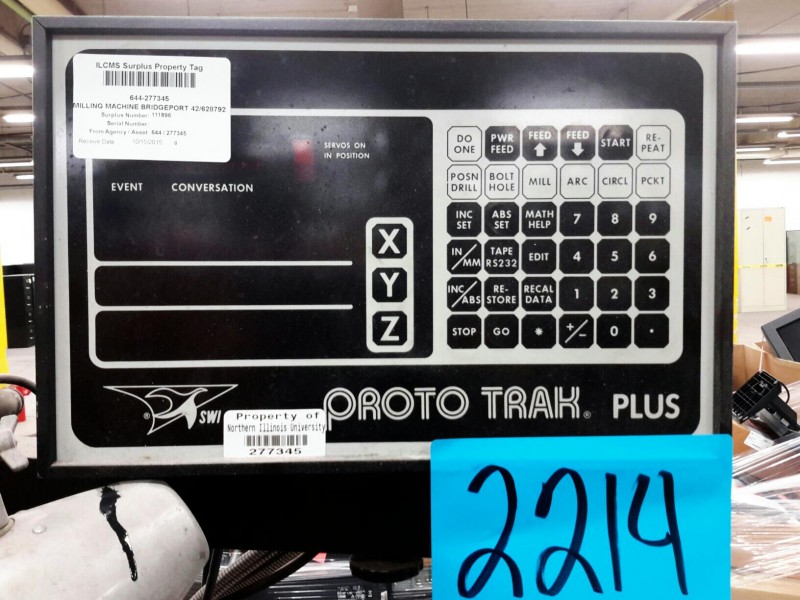 ILCMS Surplus Property Tag
644-277345
MILLING MACHINE BRIDGEPORT 42/628792
Surplus Number: 111896
Serial Number:
From Agency / Asset 644 / 277345
Receive Date 10/15/2015
SERVOS ON
IN POSITION
EVENT CONVERSATION
X
Y
Z
DO ONE PWR FEED FEED FEED START RE-PEAT
POSN DRILL BOLT HOLE MILL ARC CIRCL PCKT
INC SET ABS SET MATH HELP 7 8 9
IN/MM TAPE RS232 EDIT 4 5 6
INC/ABS RE-STORE RECAL DATA 1 2 3
STOP GO * +/- 0 .
® SWI PROTO TRAK® PLUS
Property of
Northern Illinois University
277345
2214